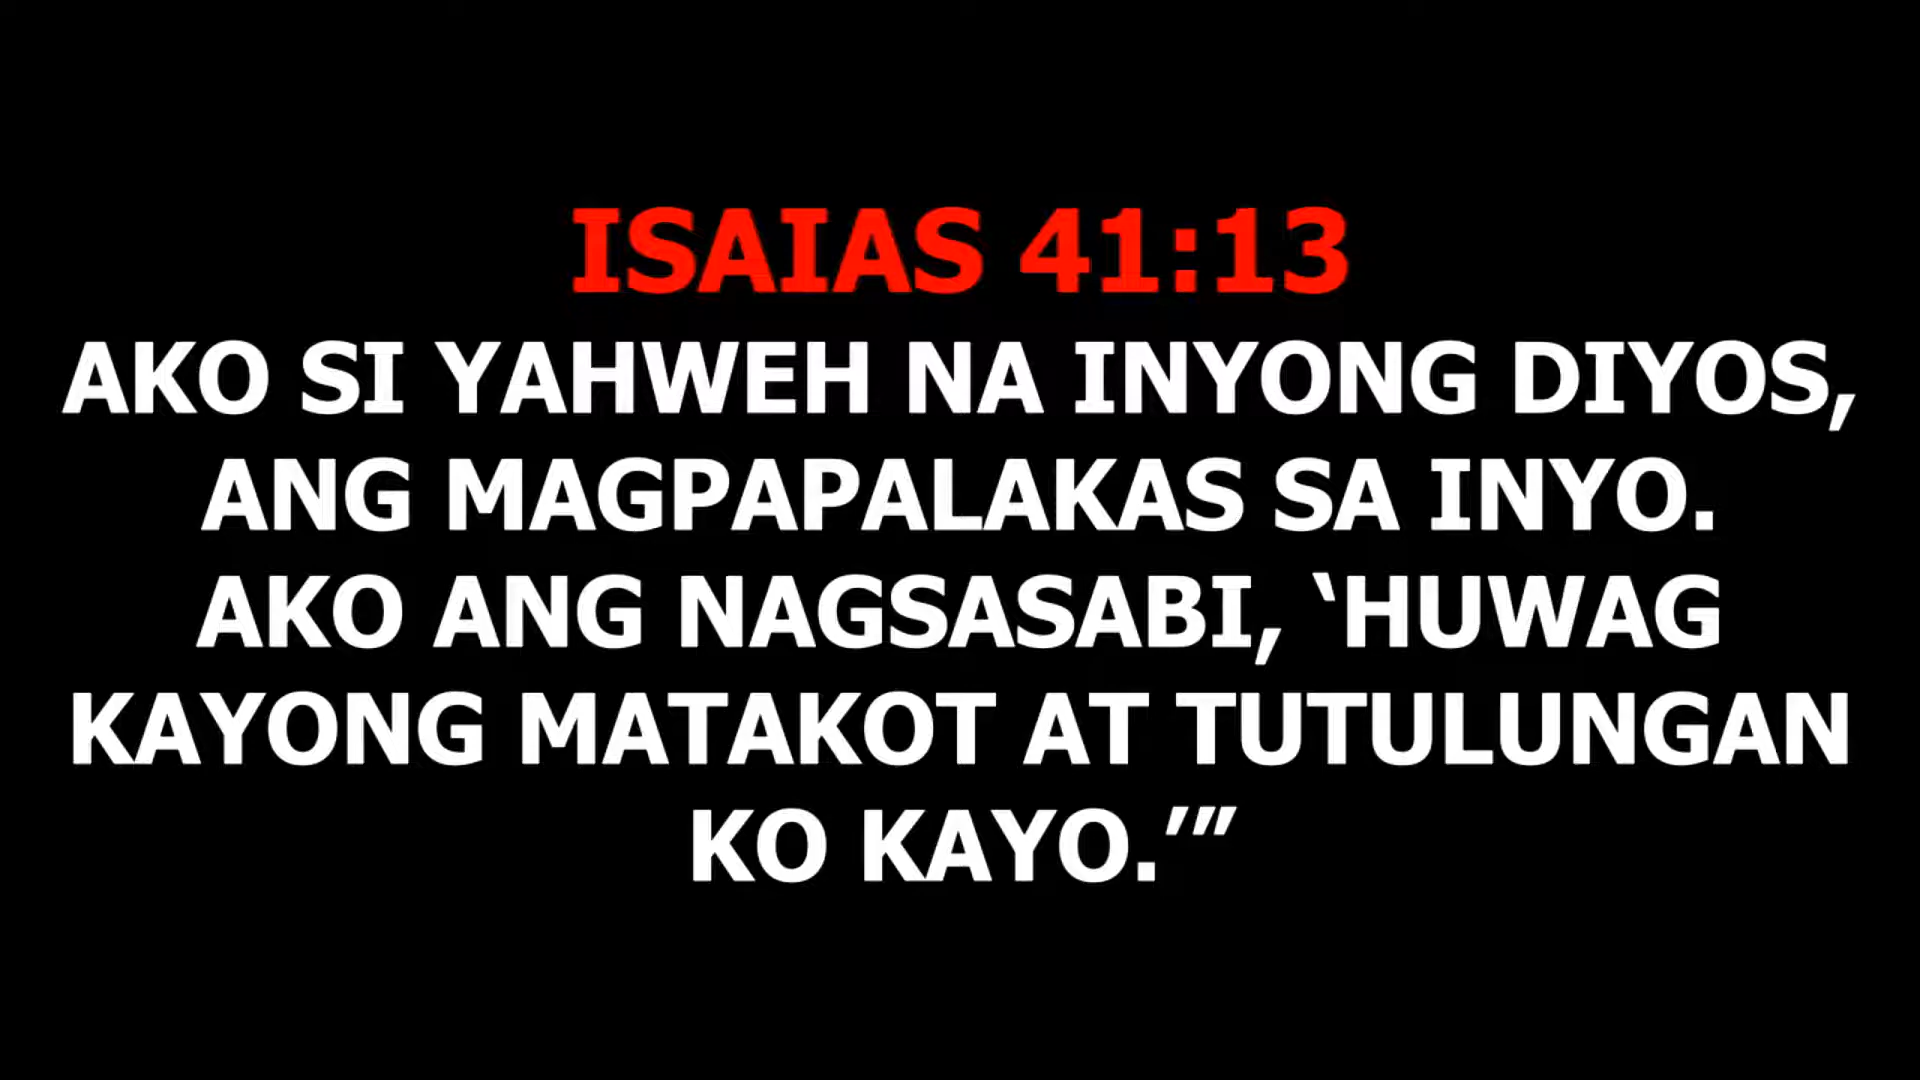 ISAIAS 41:13
AKO SI YAHWEH NA INYONG DIYOS,
ANG MAGPAPALAKAS SA INYO.
AKO ANG NAGSASABI, ‘HUWAG
KAYONG MATAKOT AT TUTULUNGAN
KO KAYO.’”